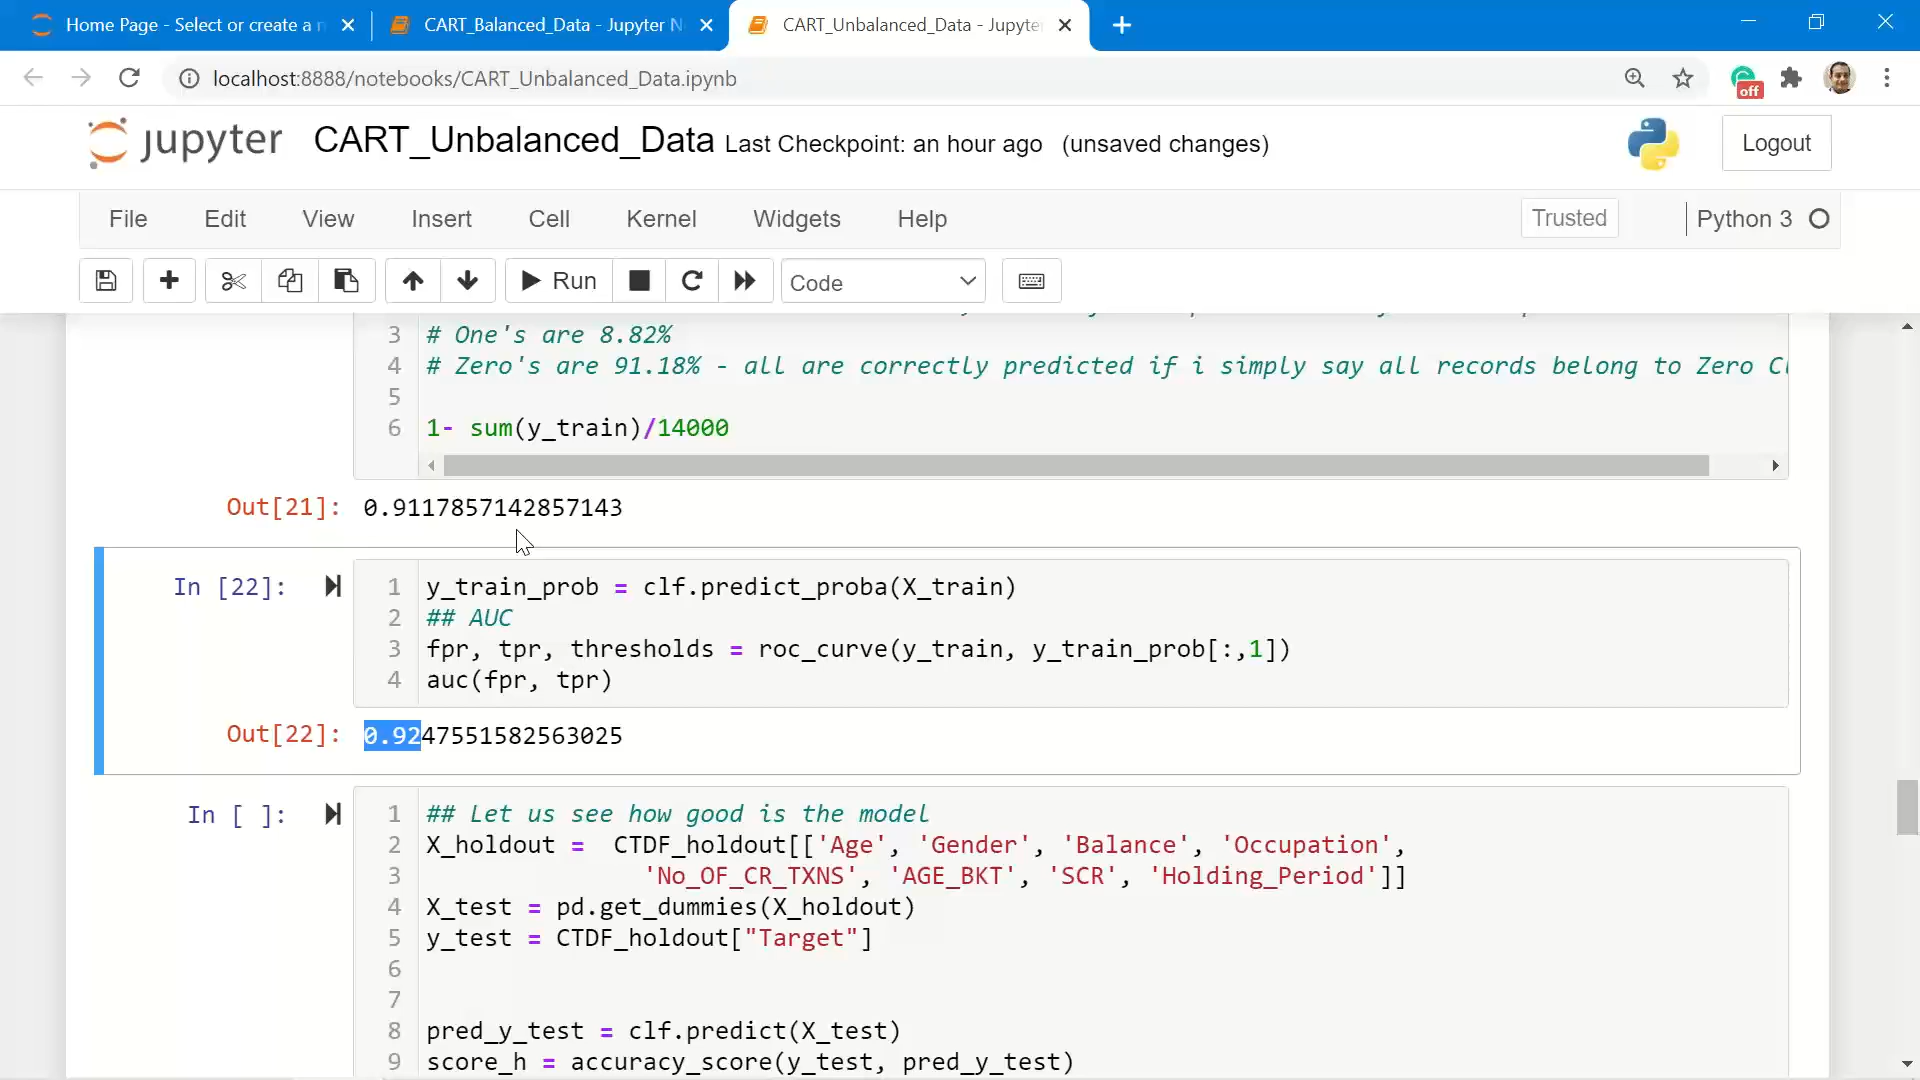 Home Page - Select or create a n
CART_Balanced_Data - Jupyter N
CART_Unbalanced_Data - Jupyter
localhost:8888/notebooks/CART_Unbalanced_Data.ipynb
off
jupyter CART_Unbalanced_Data Last Checkpoint: an hour ago (unsaved changes)
Logout
File Edit View Insert Cell Kernel Widgets Help
Trusted
Python 3
Run
Code
3 # One's are 8.82%
4 # Zero's are 91.18% - all are correctly predicted if i simply say all records belong to Zero
5
6 1- sum(y_train)/14000
Out[21]: 0.9117857142857143
In [22]:
1 y_train_prob = clf.predict_proba(X_train)
2 ## AUC
3 fpr, tpr, thresholds = roc_curve(y_train, y_train_prob[:,1])
4 auc(fpr, tpr)
Out[22]: 0.9247551582563025
In [ ]:
1 ## Let us see how good is the model
2 X_holdout =  CTDF_holdout[['Age', 'Gender', 'Balance', 'Occupation',
3 'No_OF_CR_TXNS', 'AGE_BKT', 'SCR', 'Holding_Period']]
4 X_test = pd.get_dummies(X_holdout)
5 y_test = CTDF_holdout["Target"]
6
7
8 pred_y_test = clf.predict(X_test)
9 score_h = accuracy_score(y_test, pred_y_test)